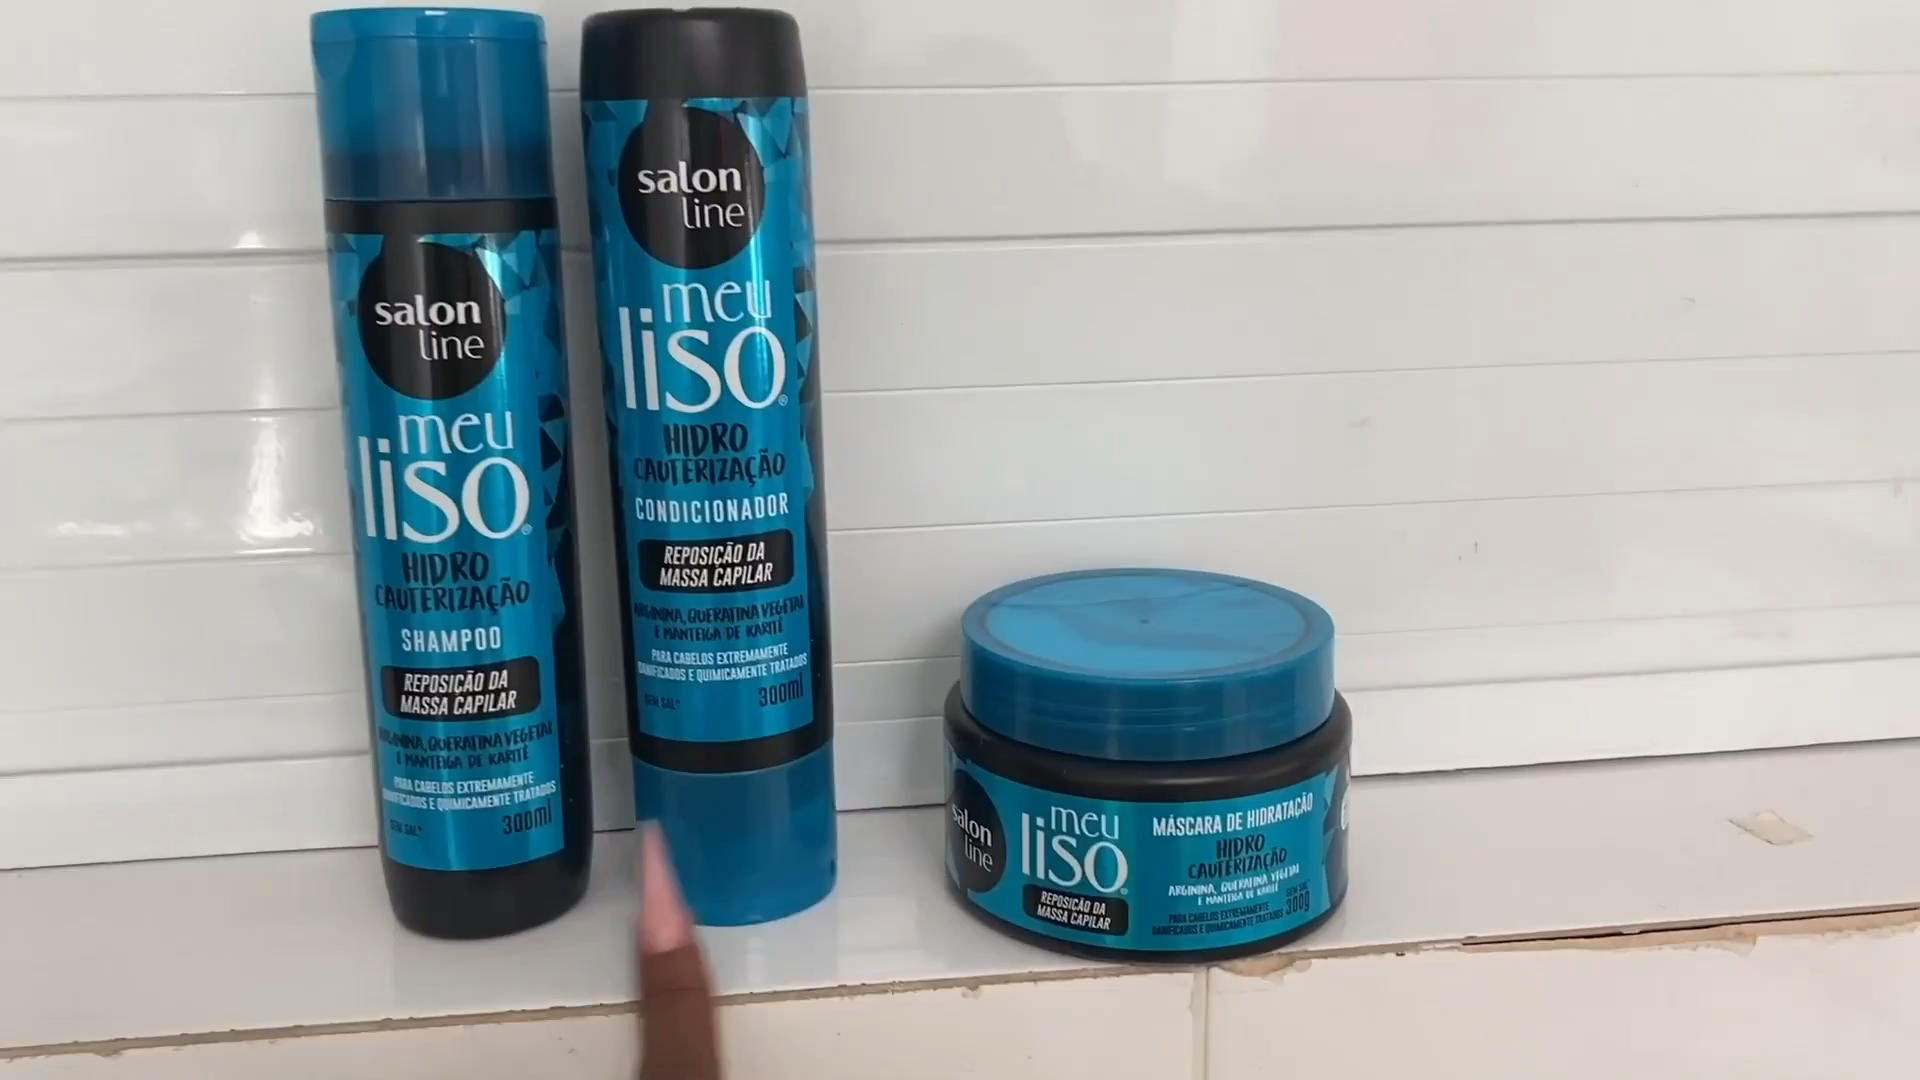 salon
line
meu
liso®
HIDRO
CAUTERIZAÇÃO
SHAMPOO
REPOSIÇÃO DA
MASSA CAPILAR
ARGININA, QUERATINA VEGETAL
E MANTEIGA DE KARITÊ
PARA CABELOS EXTREMAMENTE
DANIFICADOS E QUIMICAMENTE TRATADOS
SEM SAL*
300ml
salon
line
meu
liso®
HIDRO
CAUTERIZAÇÃO
CONDICIONADOR
REPOSIÇÃO DA
MASSA CAPILAR
ARGININA, QUERATINA VEGETAL
E MANTEIGA DE KARITÊ
PARA CABELOS EXTREMAMENTE
DANIFICADOS E QUIMICAMENTE TRATADOS
SEM SAL*
300ml
salon
line
meu
liso®
REPOSIÇÃO DA
MASSA CAPILAR
MÁSCARA DE HIDRATAÇÃO
HIDRO
CAUTERIZAÇÃO
ARGININA, QUERATINA VEGETAL
E MANTEIGA DE KARITÊ
PARA CABELOS EXTREMAMENTE
DANIFICADOS E QUIMICAMENTE TRATADOS
SEM SAL*
300g